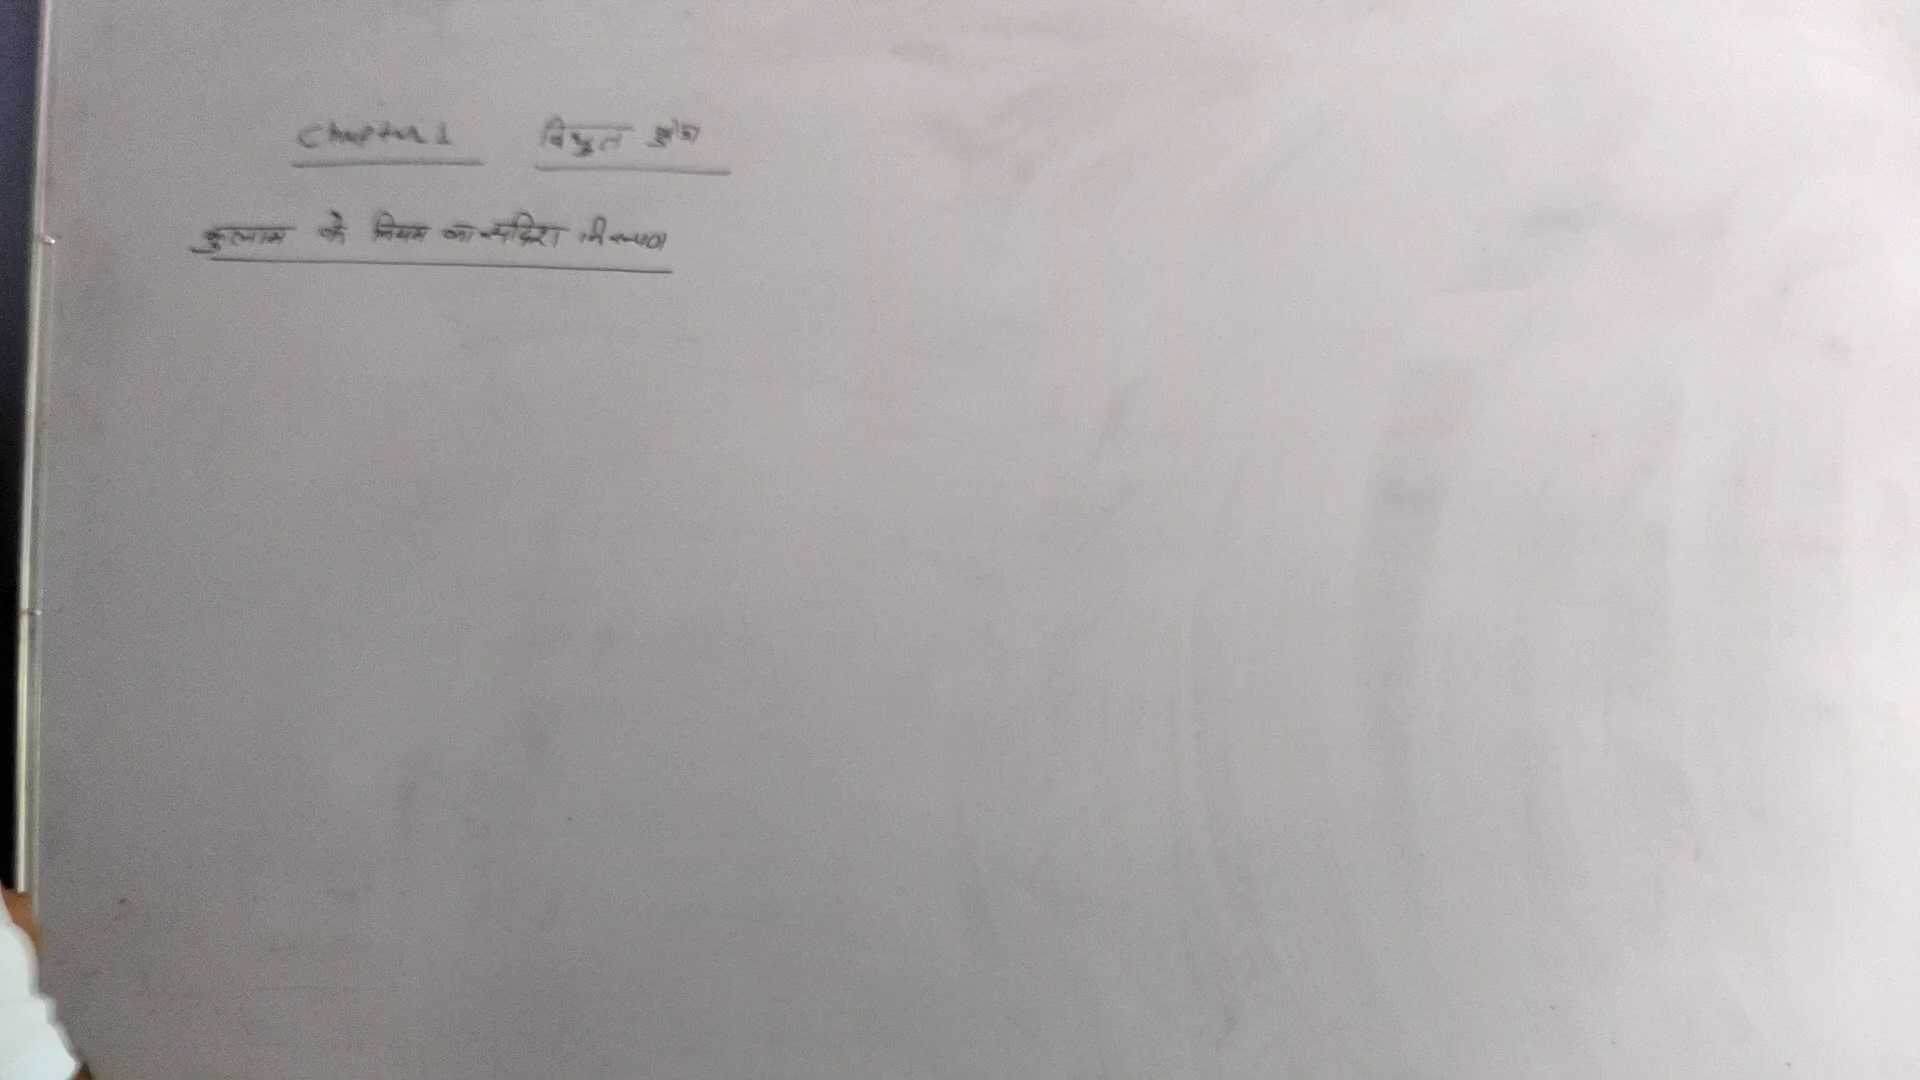 Chapter 1 विधुत क्षेत्र
कुलाम के नियम का सदिश निरूपण